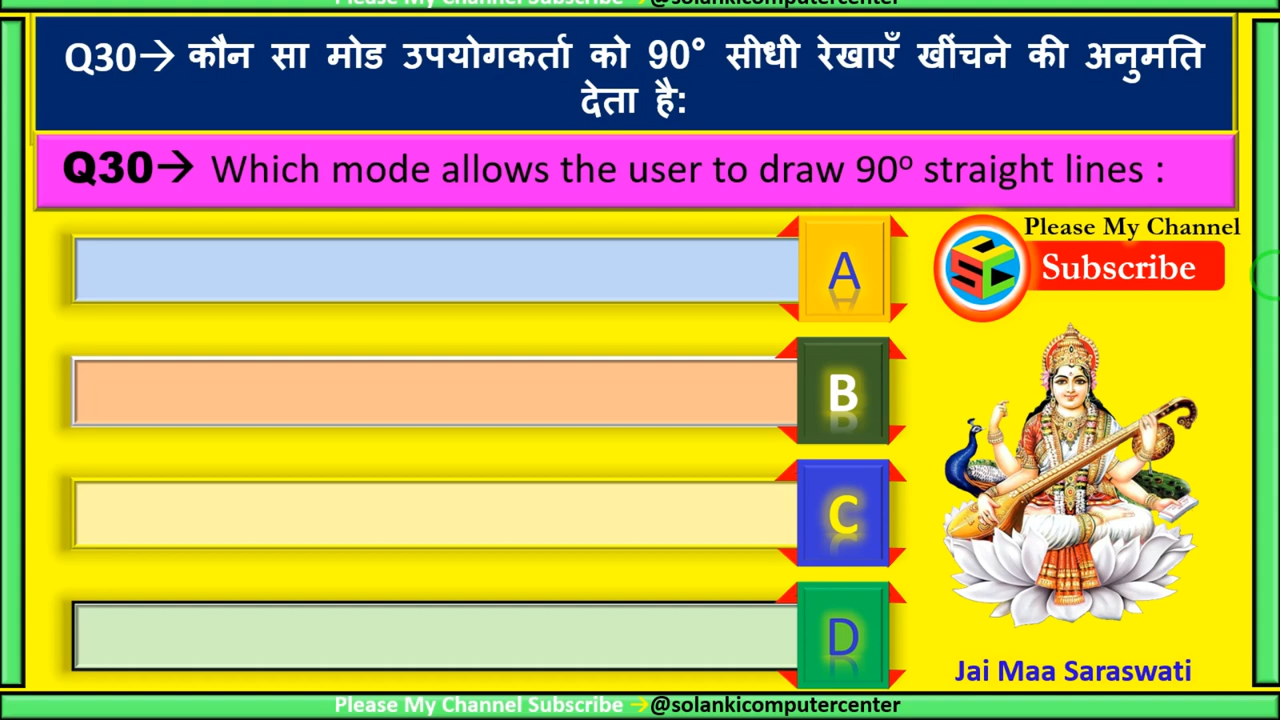 Please My Channel Subscribe →@solankicomputercenter
Q30→ कौन सा मोड उपयोगकर्ता को 90° सीधी रेखाएँ खींचने की अनुमति
देता है:
Q30→ Which mode allows the user to draw 90º straight lines :
A
B
C
D
Please My Channel
SCC
Subscribe
Jai Maa Saraswati
Please My Channel Subscribe →@solankicomputercenter